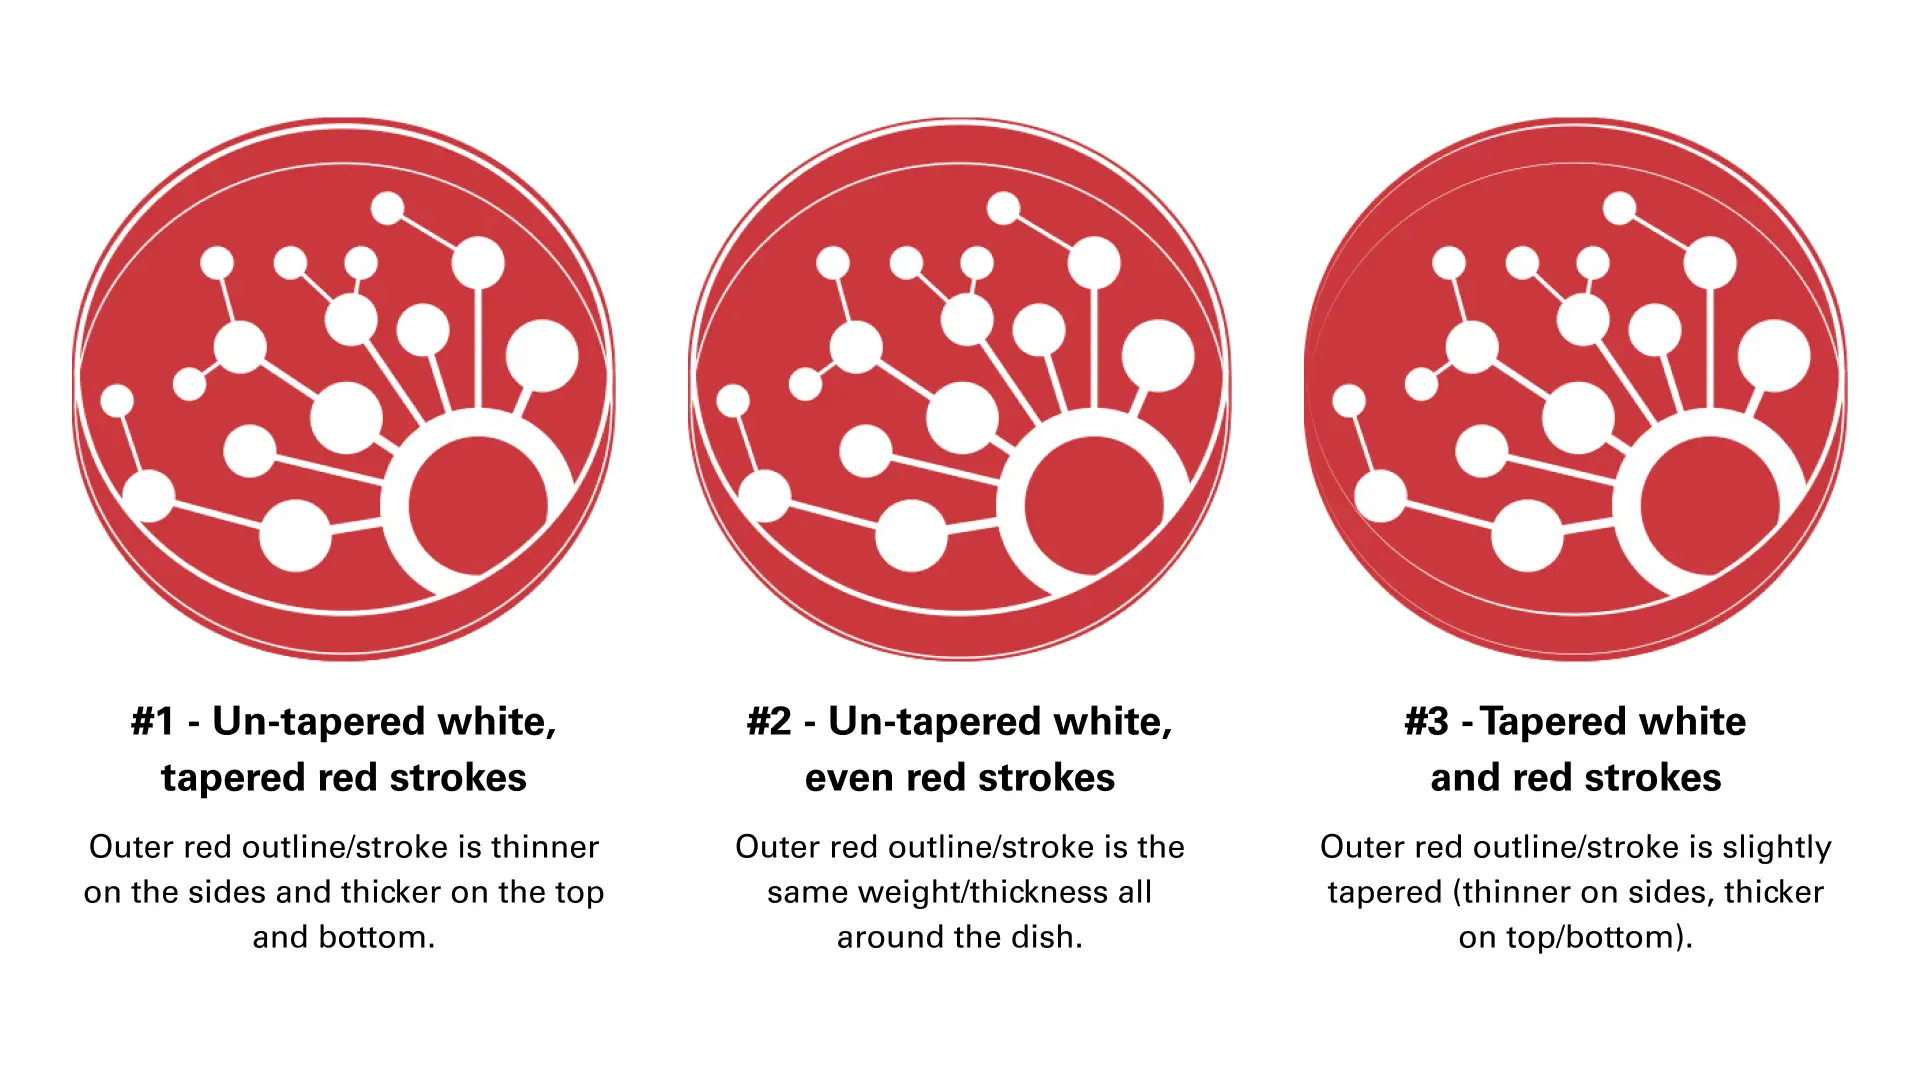 #1 - Un-tapered white,
tapered red strokes
Outer red outline/stroke is thinner
on the sides and thicker on the top
and bottom.
#2 - Un-tapered white,
even red strokes
Outer red outline/stroke is the
same weight/thickness all
around the dish.
#3 - Tapered white
and red strokes
Outer red outline/stroke is slightly
tapered (thinner on sides, thicker
on top/bottom).